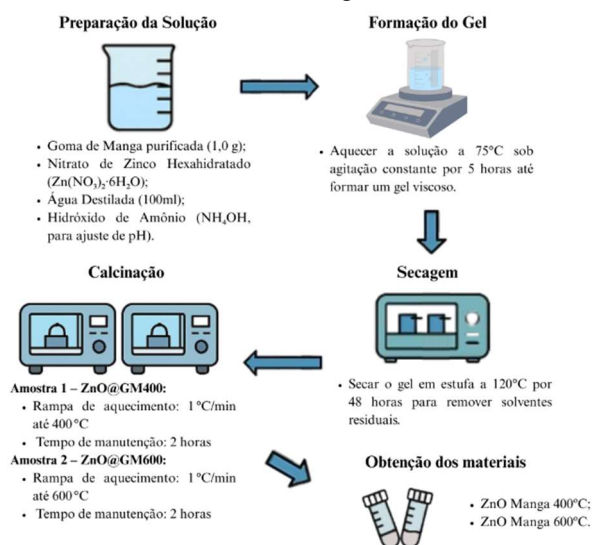 Preparação da Solução
• Goma de Manga purificada (1,0 g);
• Nitrato de Zinco Hexahidratado
(Zn(NO₃)₂·6H₂O);
• Água Destilada (100ml);
• Hidróxido de Amônio (NH₄OH,
para ajuste de pH).
Formação do Gel
• Aquecer a solução a 75°C sob
agitação constante por 5 horas até
formar um gel viscoso.
Secagem
• Secar o gel em estufa a 120°C por
48 horas para remover solventes
residuais.
Calcinação
Amostra 1 – ZnO@GM400:
• Rampa de aquecimento: 1°C/min
até 400°C
• Tempo de manutenção: 2 horas
Amostra 2 – ZnO@GM600:
• Rampa de aquecimento: 1°C/min
até 600°C
• Tempo de manutenção: 2 horas
Obtenção dos materiais
• ZnO Manga 400°C;
• ZnO Manga 600°C.